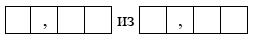 , из ,